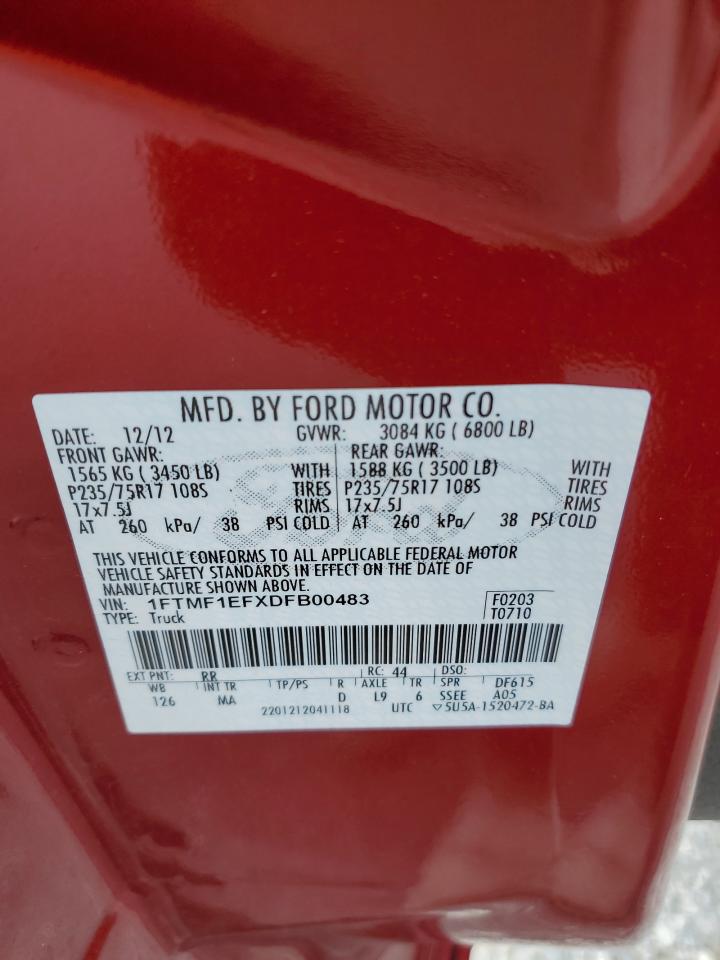 MFD. BY FORD MOTOR CO.
DATE: 12/12 GVWR: 3084 KG ( 6800 LB)
FRONT GAWR: REAR GAWR:
1565 KG ( 3450 LB) WITH 1588 KG ( 3500 LB) WITH
P235/75R17 108S TIRES P235/75R17 108S TIRES
17x7.5J RIMS 17x7.5J RIMS
AT 260 kPa/ 38 PSI COLD AT 260 kPa/ 38 PSI COLD
THIS VEHICLE CONFORMS TO ALL APPLICABLE FEDERAL MOTOR
VEHICLE SAFETY STANDARDS IN EFFECT ON THE DATE OF
MANUFACTURE SHOWN ABOVE.
VIN: 1FTMF1EFXDFB00483 F0203
TYPE: Truck T0710
EXT PNT: RR RC: 44 DSO:
WB INT TR TP/PS R AXLE TR SPR DF615
126 MA D L9 6 SSEE A05
2201212041118 UTC ▽5U5A-1520472-BA
Ford